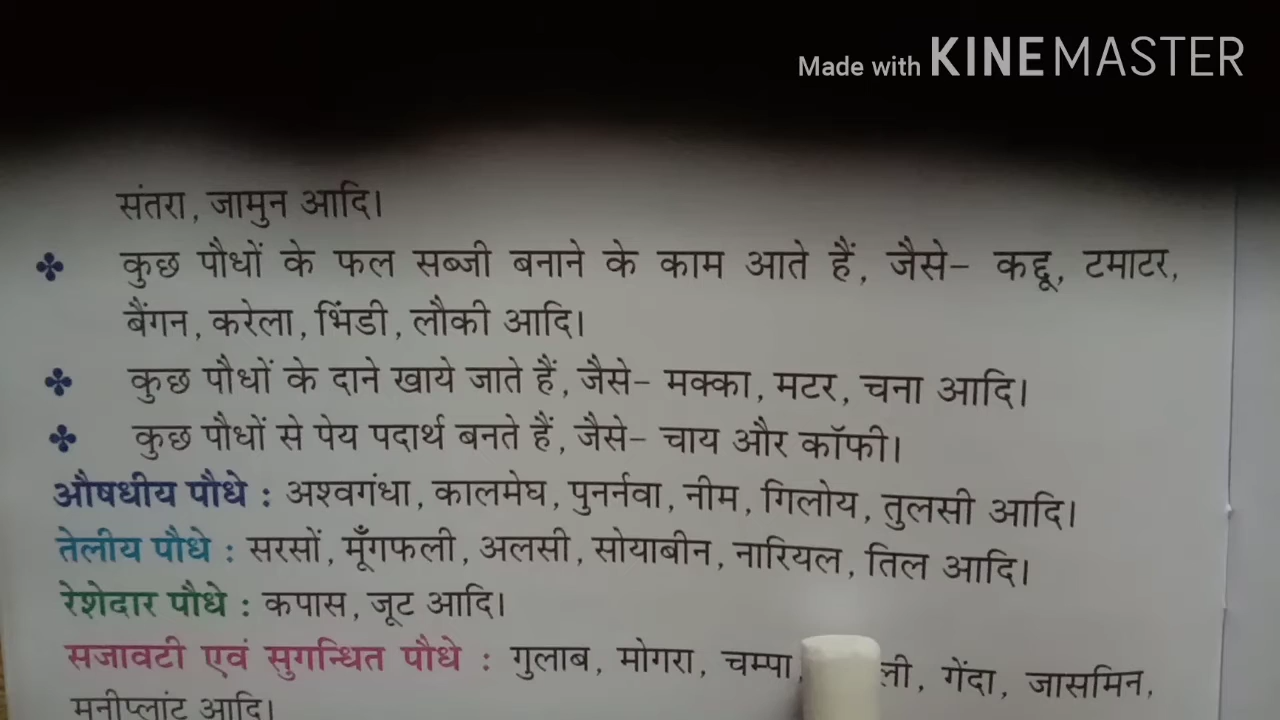 Made with KINEMASTER
संतरा, जामुन आदि।
कुछ पौधों के फल सब्जी बनाने के काम आते हैं, जैसे- कद्दू, टमाटर,
बैंगन, करेला, भिंडी, लौकी आदि।
कुछ पौधों के दाने खाये जाते हैं, जैसे- मक्का, मटर, चना आदि।
कुछ पौधों से पेय पदार्थ बनते हैं, जैसे- चाय और कॉफी।
औषधीय पौधे : अश्वगंधा, कालमेघ, पुनर्नवा, नीम, गिलोय, तुलसी आदि।
तेलीय पौधे : सरसों, मूँगफली, अलसी, सोयाबीन, नारियल, तिल आदि।
रेशेदार पौधे : कपास, जूट आदि।
सजावटी एवं सुगन्धित पौधे : गुलाब, मोगरा, चम्पा, गेंदा, जासमिन,
मनीप्लांट आदि।